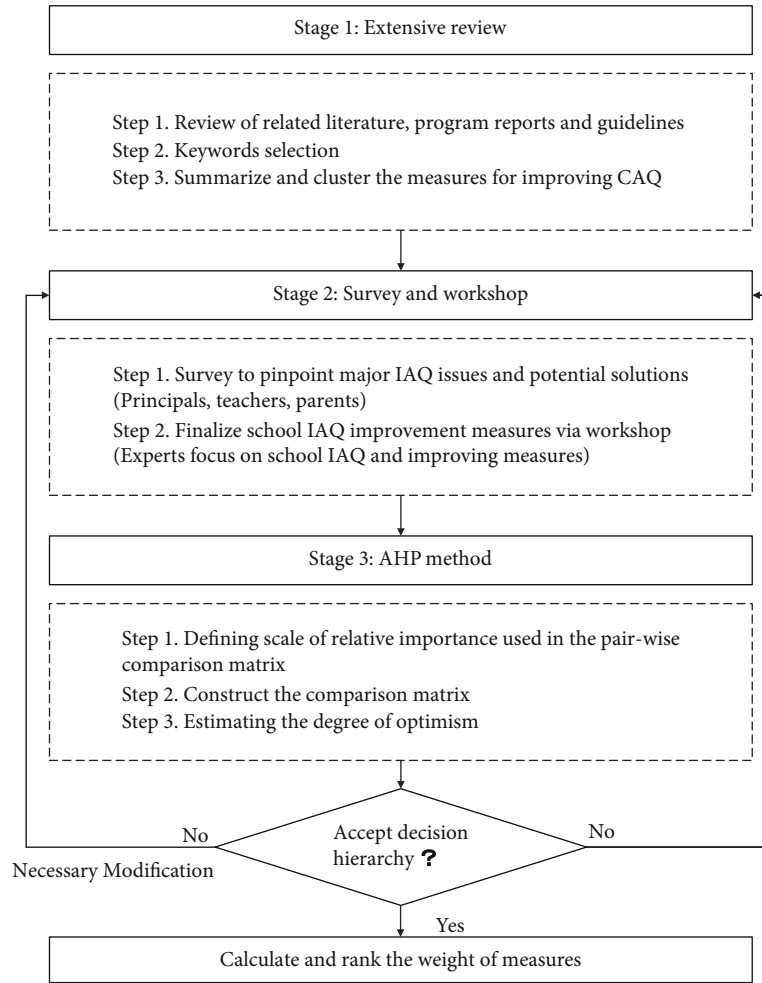 Stage 1: Extensive review
Step 1. Review of related literature, program reports and guidelines
Step 2. Keywords selection
Step 3. Summarize and cluster the measures for improving CAQ
Stage 2: Survey and workshop
Step 1. Survey to pinpoint major IAQ issues and potential solutions
(Principals, teachers, parents)
Step 2. Finalize school IAQ improvement measures via workshop
(Experts focus on school IAQ and improving measures)
Stage 3: AHP method
Step 1. Defining scale of relative importance used in the pair-wise
comparison matrix
Step 2. Construct the comparison matrix
Step 3. Estimating the degree of optimism
No
Accept decision
hierarchy ?
No
Necessary Modification
Yes
Calculate and rank the weight of measures